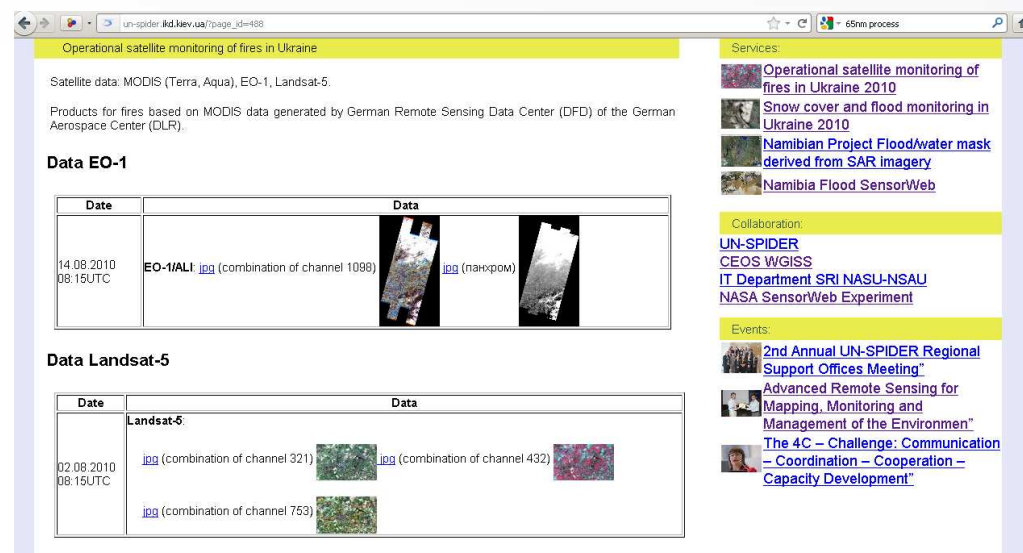 un-spider.ikd.kiev.ua/?page_id=488
65nm process
Operational satellite monitoring of fires in Ukraine
Satellite data: MODIS (Terra, Aqua), EO-1, Landsat-5.
Products for fires based on MODIS data generated by German Remote Sensing Data Center (DFD) of the German
Aerospace Center (DLR).
Data EO-1
Date Data
14.08.2010
08:15UTC
EO-1/ALI: jpg (combination of channel 1098) jpg (панхром)
Data Landsat-5
Date Data
02.08.2010
08:15UTC
Landsat-5:
jpg (combination of channel 321) jpg (combination of channel 432)
jpg (combination of channel 753)
Services:
Operational satellite monitoring of
fires in Ukraine 2010
Snow cover and flood monitoring in
Ukraine 2010
Namibian Project Flood/water mask
derived from SAR imagery
Namibia Flood SensorWeb
Collaboration:
UN-SPIDER
CEOS WGISS
IT Department SRI NASU-NSAU
NASA SensorWeb Experiment
Events:
2nd Annual UN-SPIDER Regional
Support Offices Meeting”
Advanced Remote Sensing for
Mapping, Monitoring and
Management of the Environmen”
The 4C – Challenge: Communication
– Coordination – Cooperation –
Capacity Development”